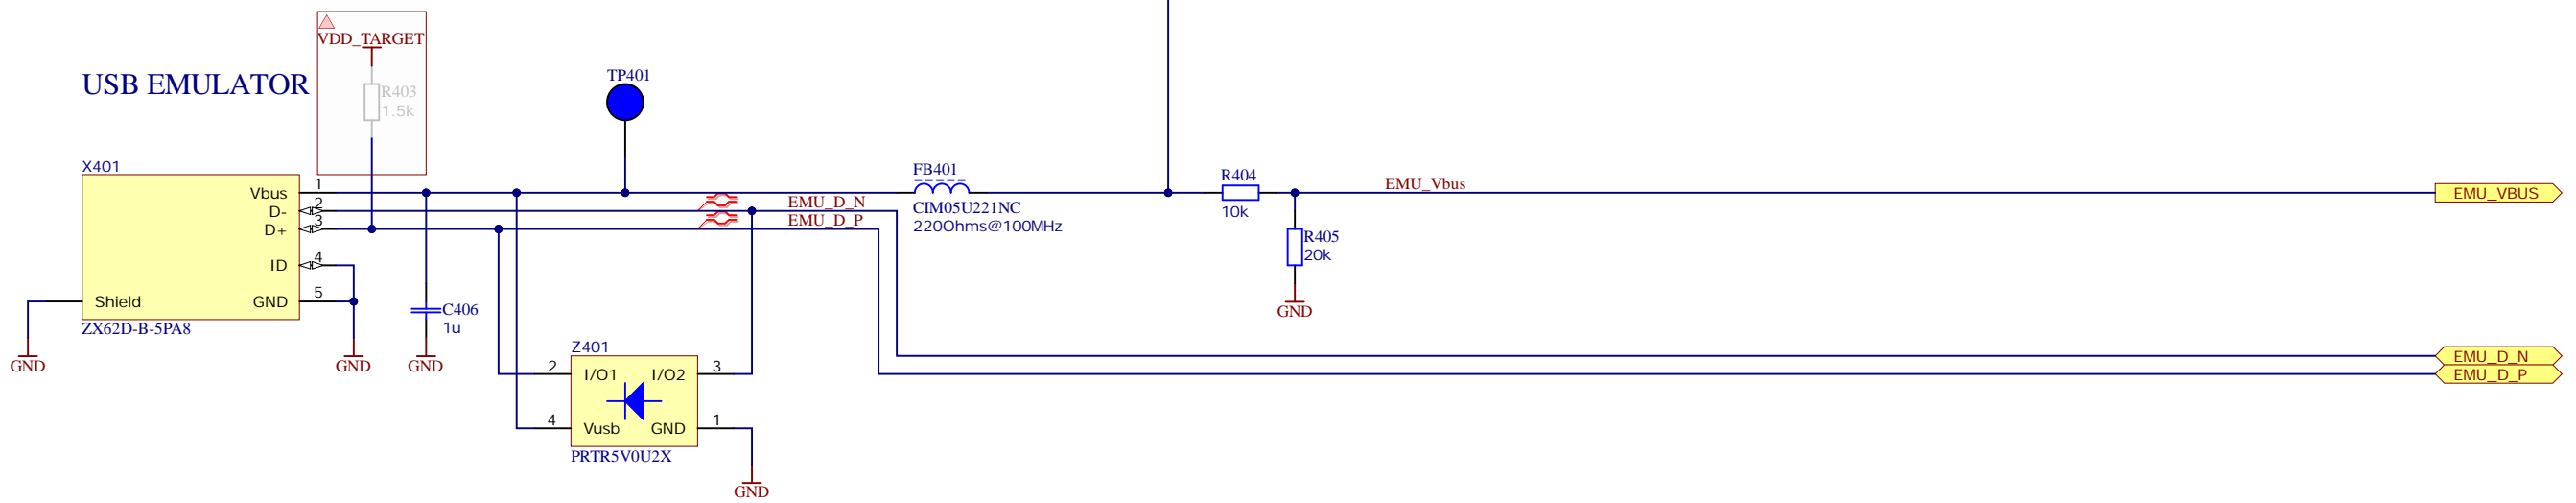 VDD_TARGET
USB EMULATOR
R403
1.5k
TP401
X401
Vbus
1
D-
2
D+
3
ID
4
Shield
GND
5
ZX62D-B-5PA8
GND
GND
GND
C406
1u
EMU_D_N
EMU_D_P
FB401
CIM05U221NC
220Ohms@100MHz
R404
10k
EMU_Vbus
R405
20k
GND
EMU_VBUS
EMU_D_N
EMU_D_P
Z401
2
I/O1
I/O2
3
4
Vusb
GND
1
PRTR5V0U2X
GND